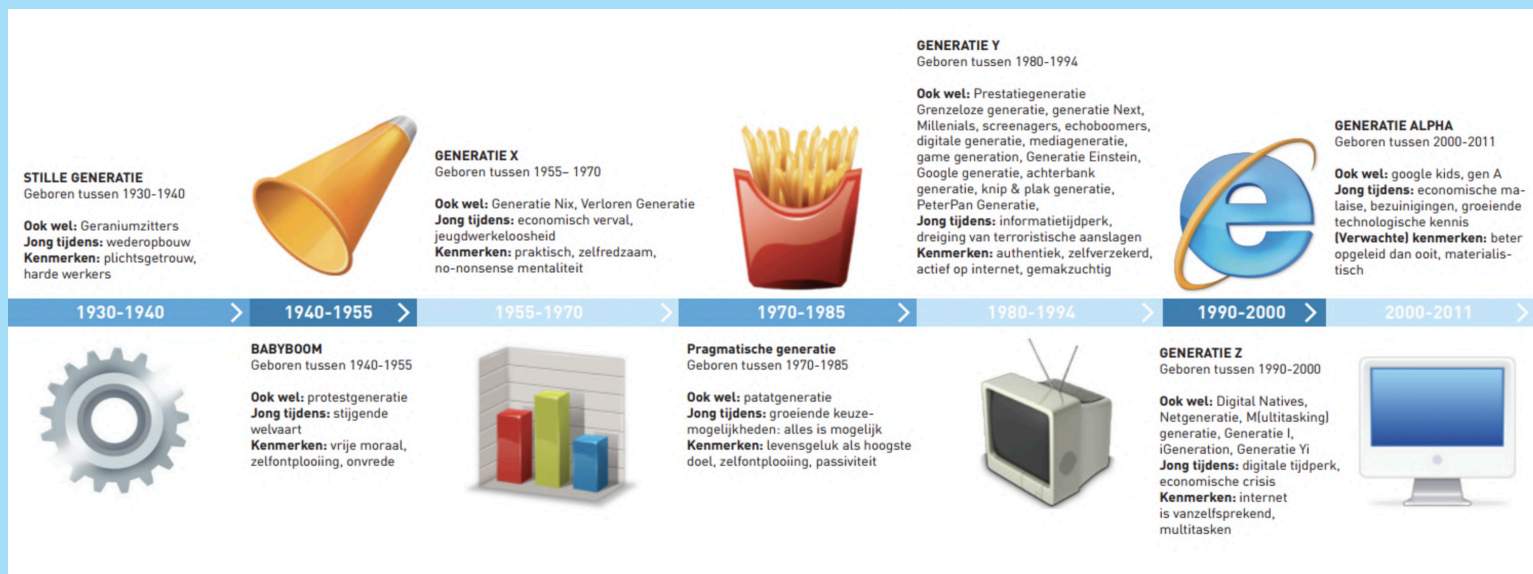 STILLE GENERATIE
Geboren tussen 1930-1940
Ook wel: Geraniumzitters
Jong tijdens: wederopbouw
Kenmerken: plichtsgetrouw,
harde werkers
GENERATIE X
Geboren tussen 1955– 1970
Ook wel: Generatie Nix, Verloren Generatie
Jong tijdens: economisch verval,
jeugdwerkeloosheid
Kenmerken: praktisch, zelfredzaam,
no-nonsense mentaliteit
GENERATIE Y
Geboren tussen 1980-1994
Ook wel: Prestatiegeneratie
Grenzeloze generatie, generatie Next,
Millenials, screenagers, echoboomers,
digitale generatie, mediageneratie,
game generation, Generatie Einstein,
Google generatie, achterbank
generatie, knip & plak generatie,
PeterPan Generatie,
Jong tijdens: informatietijdperk,
dreiging van terroristische aanslagen
Kenmerken: authentiek, zelfverzekerd,
actief op internet, gemakzuchtig
GENERATIE ALPHA
Geboren tussen 2000-2011
Ook wel: google kids, gen A
Jong tijdens: economische ma-
laise, bezuinigingen, groeiende
technologische kennis
(Verwachte) kenmerken: beter
opgeleid dan ooit, materialis-
tisch
1930-1940
1940-1955
1955-1970
1970-1985
1980-1994
1990-2000
2000-2011
BABYBOOM
Geboren tussen 1940-1955
Ook wel: protestgeneratie
Jong tijdens: stijgende
welvaart
Kenmerken: vrije moraal,
zelfontplooiing, onvrede
Pragmatische generatie
Geboren tussen 1970-1985
Ook wel: patatgeneratie
Jong tijdens: groeiende keuze-
mogelijkheden: alles is mogelijk
Kenmerken: levensgeluk als hoogste
doel, zelfontplooiing, passiviteit
GENERATIE Z
Geboren tussen 1990-2000
Ook wel: Digital Natives,
Netgeneratie, M(ultitasking)
generatie, Generatie I,
iGeneration, Generatie Yi
Jong tijdens: digitale tijdperk,
economische crisis
Kenmerken: internet
is vanzelfsprekend,
multitasken